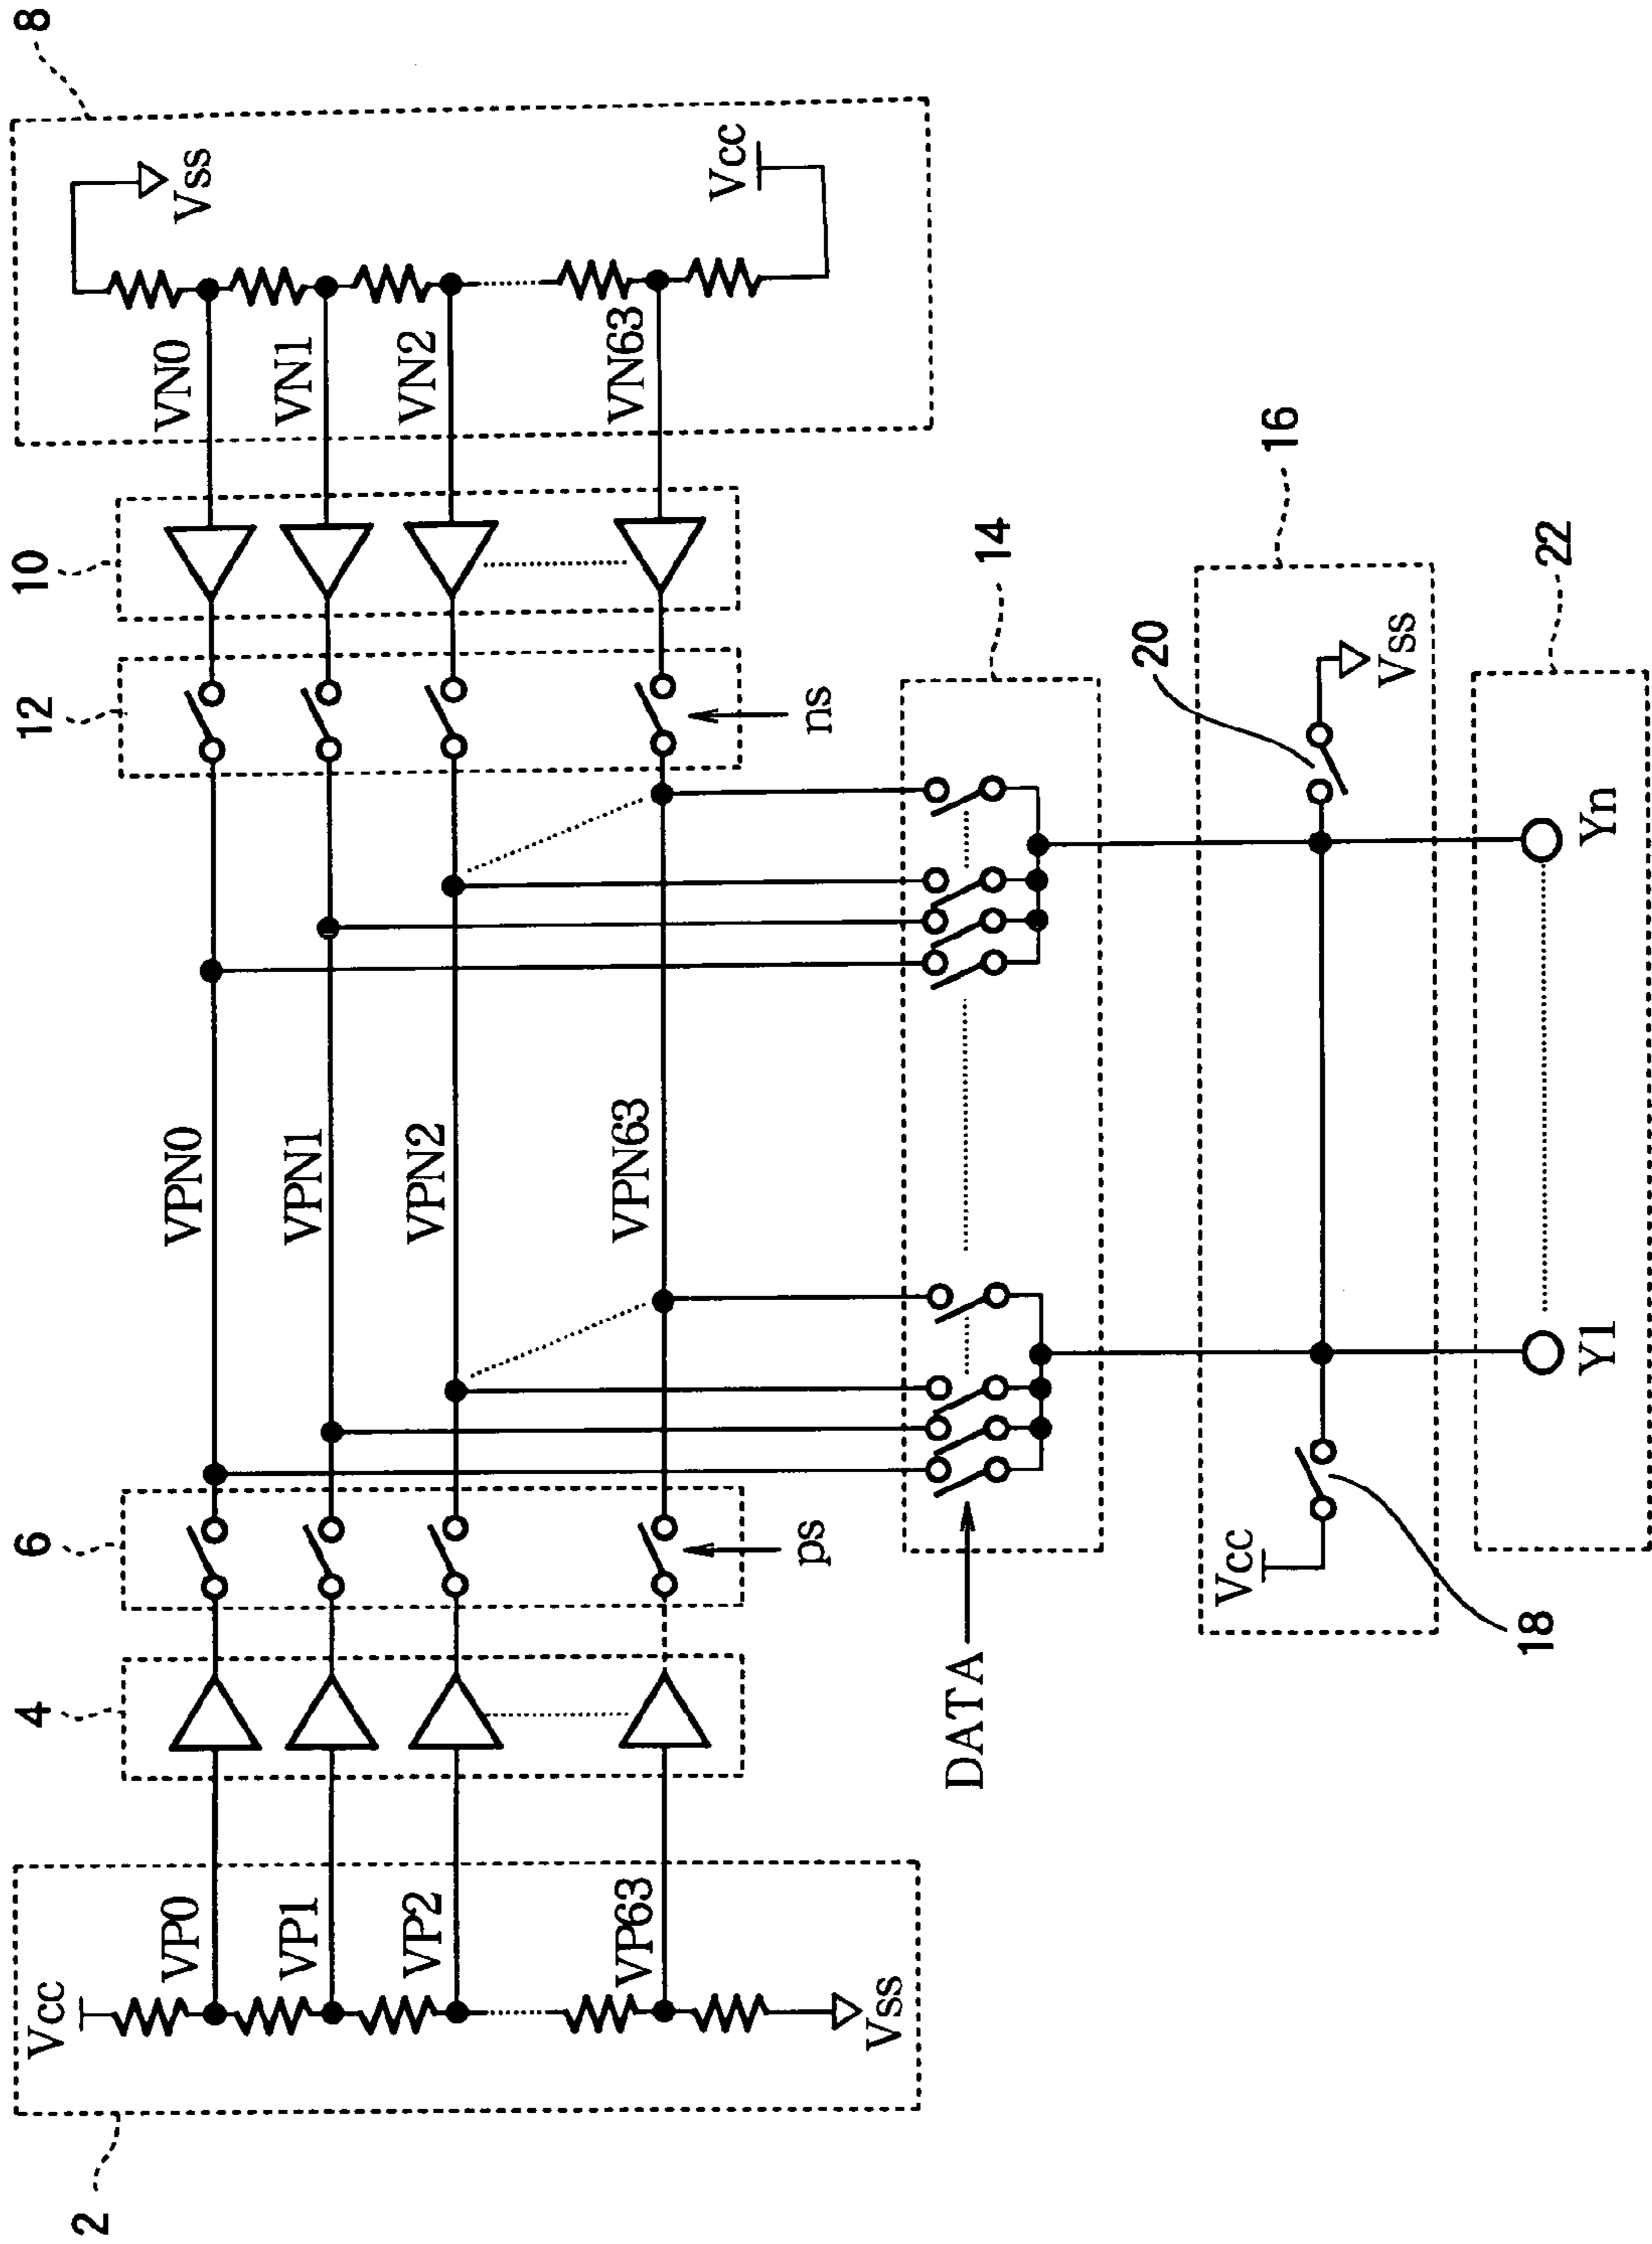 8
Vss
Vcc
VN0
VN1
VN2
VN63
10
12
ns
14
16
20
Vss
22
Yn
VPN0
VPN1
VPN2
VPN63
Y1
6
ps
Vcc
18
4
DATA
Vcc
VP0
VP1
VP2
VP63
Vss
2